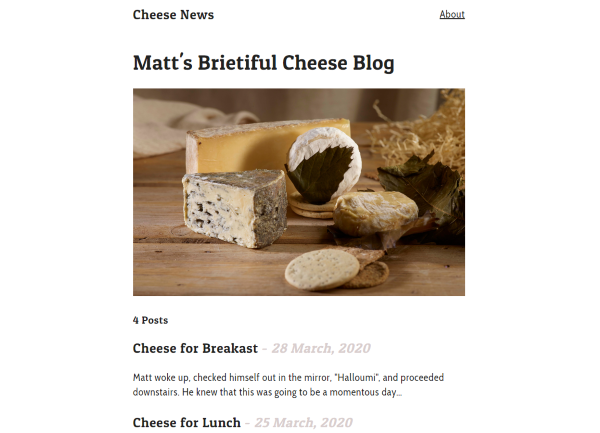 Cheese News
About
Matt's Brietiful Cheese Blog
4 Posts
Cheese for Breakast - 28 March, 2020
Matt woke up, checked himself out in the mirror, "Halloumi", and proceeded
downstairs. He knew that this was going to be a momentous day...
Cheese for Lunch - 25 March, 2020